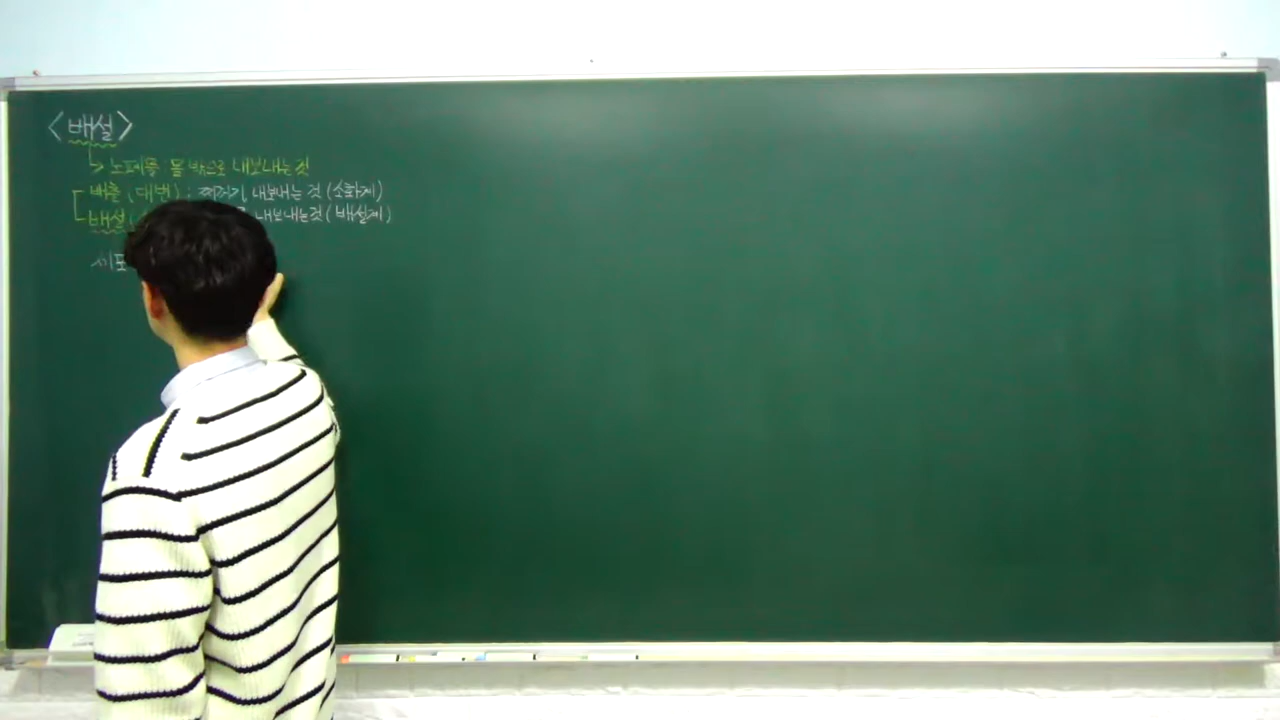 <배설>
→ 노폐물 : 몸 밖으로 내보내는 것
배출 (대변) : 찌꺼기 내보내는 것 (소화계)
배설 ( 내보내는 것 (배설계)
세포